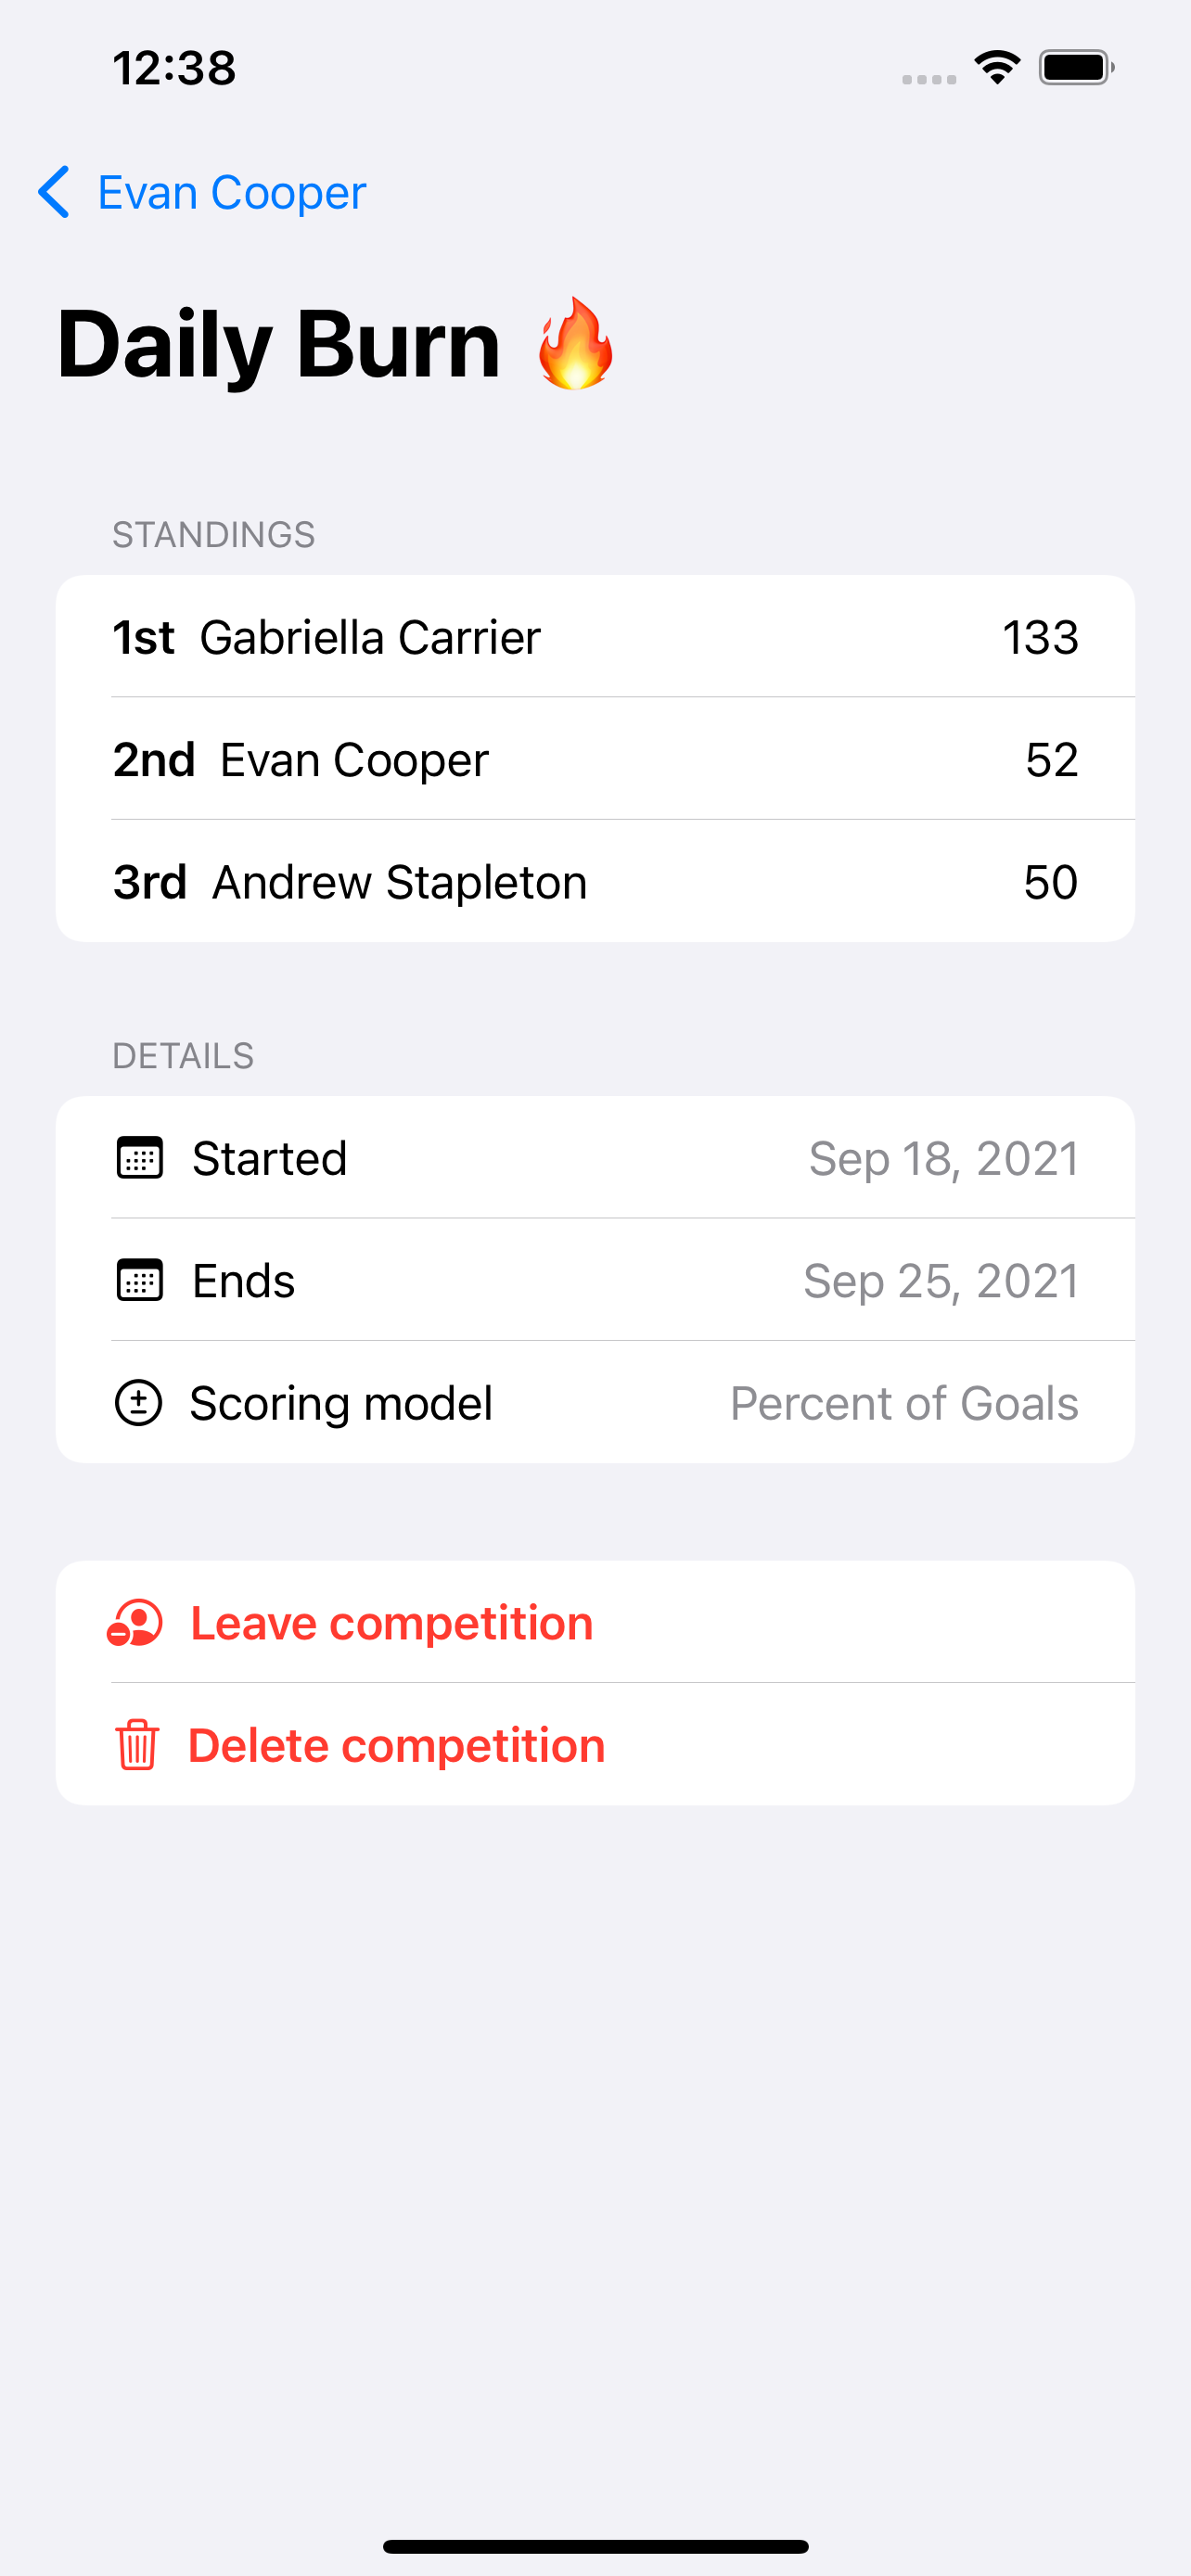 12:38
Evan Cooper
Daily Burn 🔥
STANDINGS
1st Gabriella Carrier 133
2nd Evan Cooper 52
3rd Andrew Stapleton 50
DETAILS
Started Sep 18, 2021
Ends Sep 25, 2021
Scoring model Percent of Goals
Leave competition
Delete competition